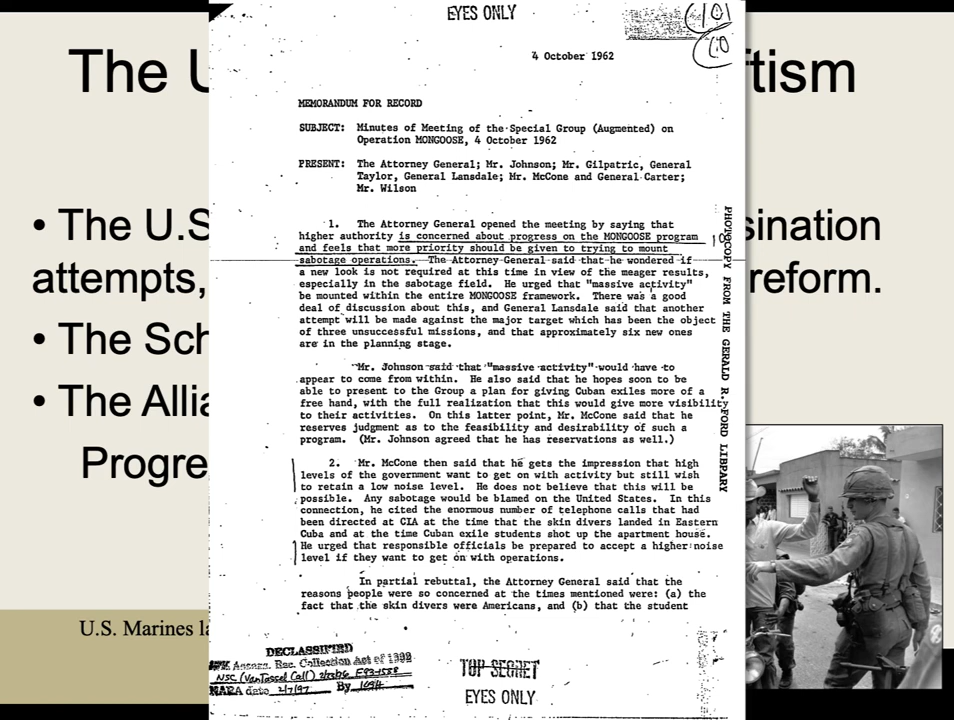 The U
ftism
• The U.S
sination
attempts,
reform.
• The Sch
• The Allia
Progre
U.S. Marines la
EYES ONLY
4 October 1962
MEMORANDUM FOR RECORD
SUBJECT: Minutes of Meeting of the Special Group (Augmented) on
Operation MONGOOSE, 4 October 1962
PRESENT: The Attorney General; Mr. Johnson; Mr. Gilpatric, General
Taylor, General Lansdale; Mr. McCone and General Carter;
Mr. Wilson
1. The Attorney General opened the meeting by saying that
higher authority is concerned about progress on the MONGOOSE program
and feels that more priority should be given to trying to mount
sabotage operations. The Attorney General said that he wondered if
a new look is not required at this time in view of the meager results,
especially in the sabotage field. He urged that "massive activity"
be mounted within the entire MONGOOSE framework. There was a good
deal of discussion about this, and General Lansdale said that another
attempt will be made against the major target which has been the object
of three unsuccessful missions, and that approximately six new ones
are in the planning stage.
Mr. Johnson said that "massive activity" would have to
appear to come from within. He also said that he hopes soon to be
able to present to the Group a plan for giving Cuban exiles more of a
free hand, with the full realization that this would give more visibility
to their activities. On this latter point, Mr. McCone said that he
reserves judgment as to the feasibility and desirability of such a
program. (Mr. Johnson agreed that he has reservations as well.)
2. Mr. McCone then said that he gets the impression that high
levels of the government want to get on with activity but still wish
to retain a low noise level. He does not believe that this will be
possible. Any sabotage would be blamed on the United States. In this
connection, he cited the enormous number of telephone calls that had
been directed at CIA at the time that the skin divers landed in Eastern
Cuba and at the time Cuban exile students shot up the apartment house.
He urged that responsible officials be prepared to accept a higher noise
level if they want to get on with operations.
In partial rebuttal, the Attorney General said that the
reasons people were so concerned at the times mentioned were: (a) the
fact that the skin divers were Americans, and (b) that the student
PHOTOCOPY FROM THE GERALD R. FORD LIBRARY
DECLASSIFIED
Rec. Collection Act of 1992
NARA date 2/7/97 By
TOP SECRET
EYES ONLY